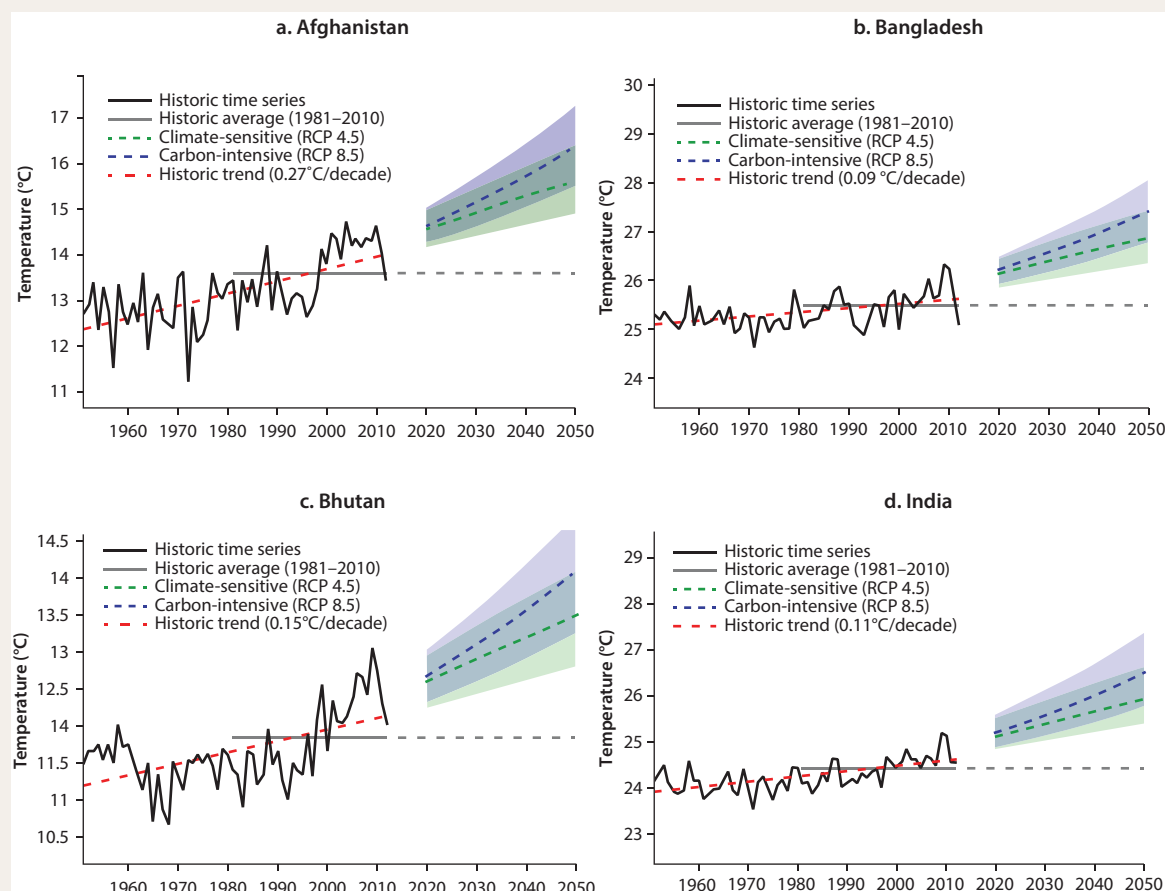 a. Afghanistan
Temperature (°C)
17
16
15
14
13
12
11
Historic time series
Historic average (1981–2010)
Climate-sensitive (RCP 4.5)
Carbon-intensive (RCP 8.5)
Historic trend (0.27°C/decade)
1960 1970 1980 1990 2000 2010 2020 2030 2040 2050
b. Bangladesh
Temperature (°C)
30
29
28
27
26
25
24
Historic time series
Historic average (1981–2010)
Climate-sensitive (RCP 4.5)
Carbon-intensive (RCP 8.5)
Historic trend (0.09 °C/decade)
1960 1970 1980 1990 2000 2010 2020 2030 2040 2050
c. Bhutan
Temperature (°C)
14.5
14
13.5
13
12.5
14
11.5
11
10.5
Historic time series
Historic average (1981–2010)
Climate-sensitive (RCP 4.5)
Carbon-intensive (RCP 8.5)
Historic trend (0.15°C/decade)
1960 1970 1980 1990 2000 2010 2020 2030 2040 2050
d. India
Temperature (°C)
29
28
27
26
25
24
23
Historic time series
Historic average (1981–2010)
Climate-sensitive (RCP 4.5)
Carbon-intensive (RCP 8.5)
Historic trend (0.11°C/decade)
1960 1970 1980 1990 2000 2010 2020 2030 2040 2050